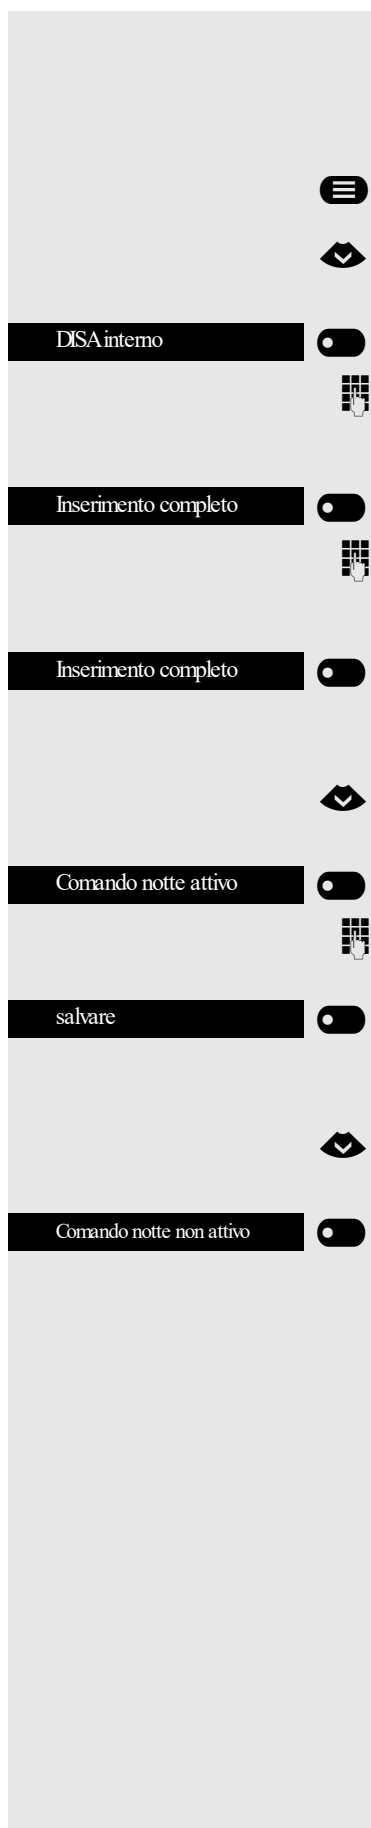 DISA interno
Inserimento completo
Inserimento completo
Comando notte attivo
salvare
Comando notte non attivo